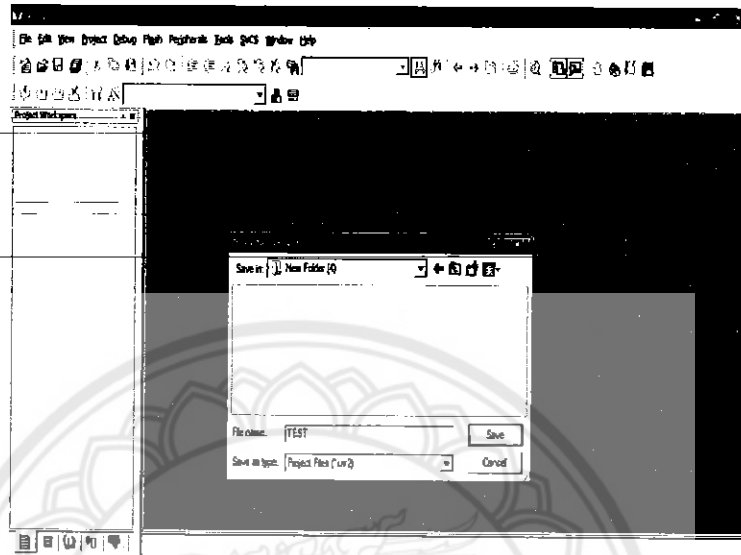 File Edit View Project Debug Flash Peripherals Tools SVCS Window Help
Project Workspace
Save in: New Folder (4)
File name: TEST
Save
Save as type: Project Files (*.uv2)
Cancel